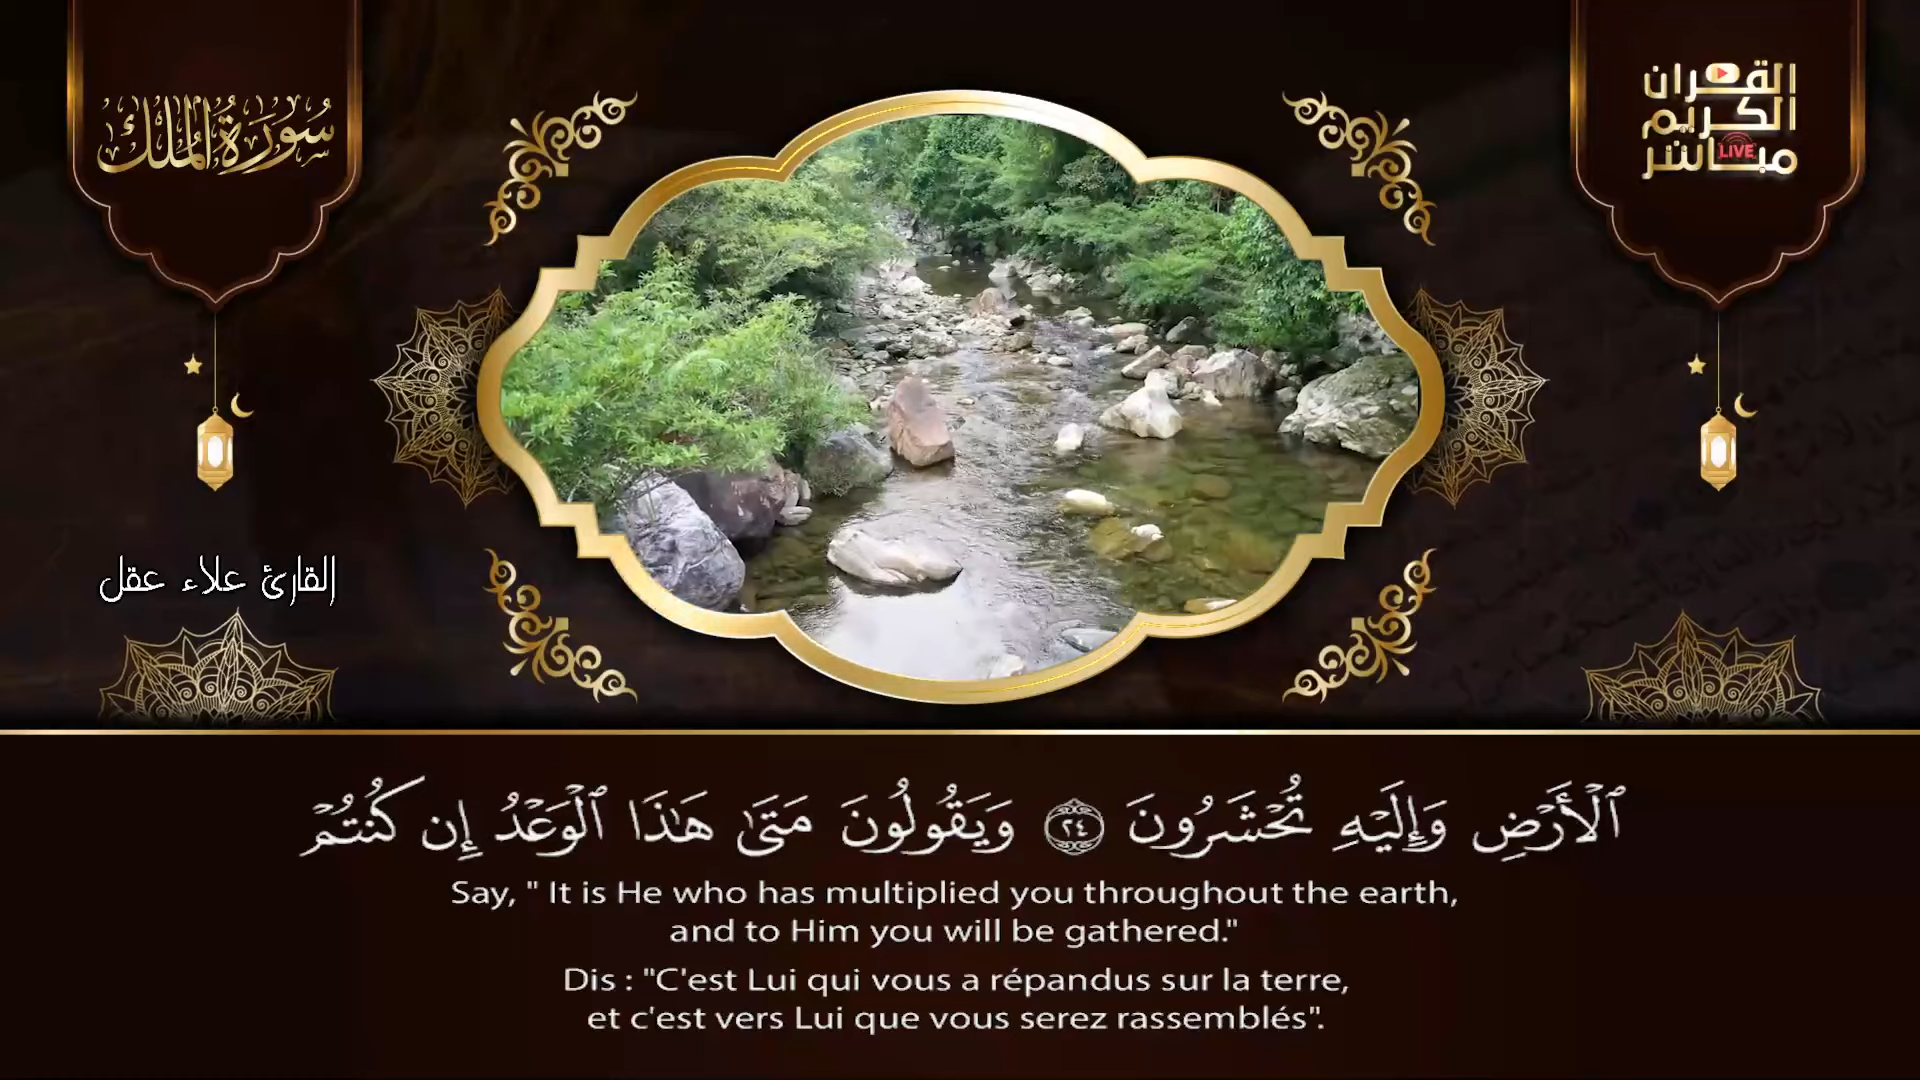 سُورَةُ الْمُلْك
القرآن
الكريم
مباشر
LIVE
القارئ علاء عقل
ٱلْأَرْضِ وَإِلَيْهِ تُحْشَرُونَ ٢٤ وَيَقُولُونَ مَتَىٰ هَٰذَا ٱلْوَعْدُ إِن كُنتُمْ
Say, " It is He who has multiplied you throughout the earth,
and to Him you will be gathered."
Dis : "C'est Lui qui vous a répandus sur la terre,
et c'est vers Lui que vous serez rassemblés".